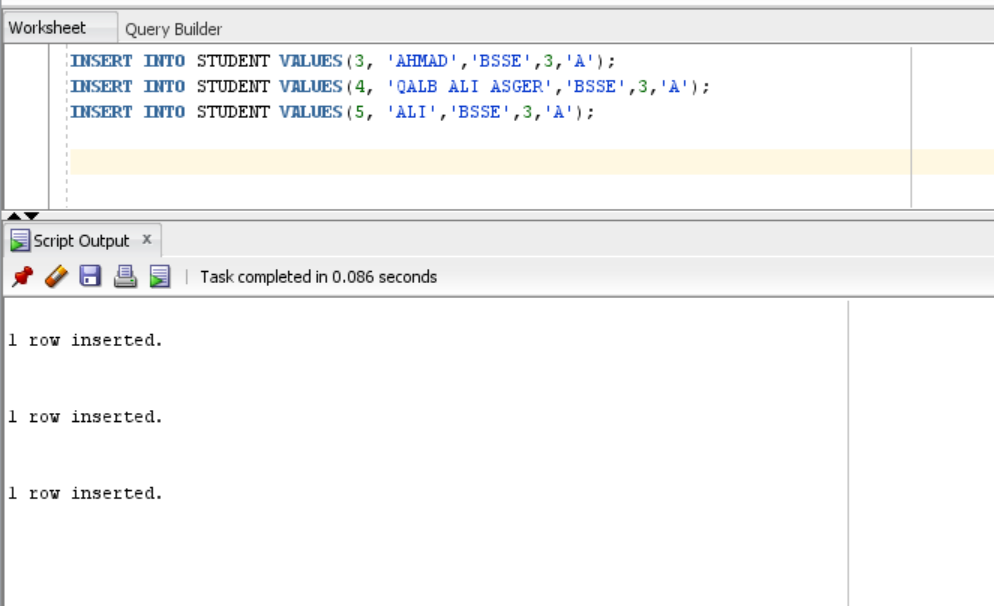 Worksheet Query Builder
INSERT INTO STUDENT VALUES(3, 'AHMAD','BSSE',3,'A');
INSERT INTO STUDENT VALUES(4, 'QALB ALI ASGER','BSSE',3,'A');
INSERT INTO STUDENT VALUES(5, 'ALI','BSSE',3,'A');
Script Output x
Task completed in 0.086 seconds
1 row inserted.
1 row inserted.
1 row inserted.